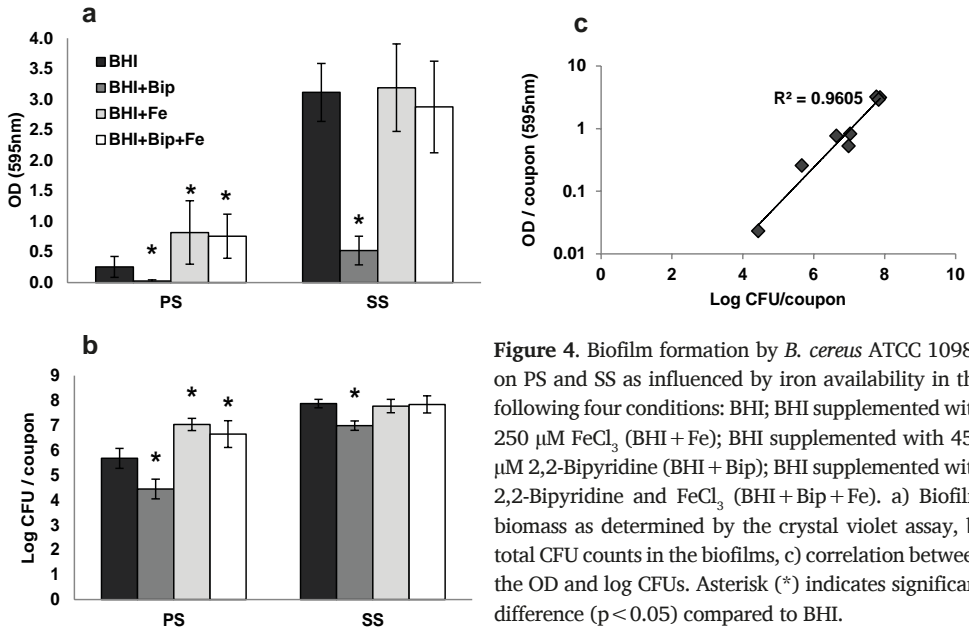 a
4.0
3.5
3.0
2.5
2.0
1.5
1.0
0.5
0.0
OD (595nm)
BHI
BHI+Bip
BHI+Fe
BHI+Bip+Fe
*
*
*
*
PS
SS
c
10
1
0.1
0.01
OD / coupon (595nm)
R² = 0.9605
0 2 4 6 8 10
Log CFU/coupon
b
9
8
7
6
5
4
3
2
1
0
Log CFU / coupon
*
*
*
*
PS
SS
Figure 4. Biofilm formation by B. cereus ATCC 1098
on PS and SS as influenced by iron availability in th
following four conditions: BHI; BHI supplemented wit
250 μM FeCl₃ (BHI+Fe); BHI supplemented with 45
μM 2,2-Bipyridine (BHI+Bip); BHI supplemented wit
2,2-Bipyridine and FeCl₃ (BHI+Bip+Fe). a) Biofil
biomass as determined by the crystal violet assay, b
total CFU counts in the biofilms, c) correlation betwee
the OD and log CFUs. Asterisk (*) indicates significan
difference (p<0.05) compared to BHI.